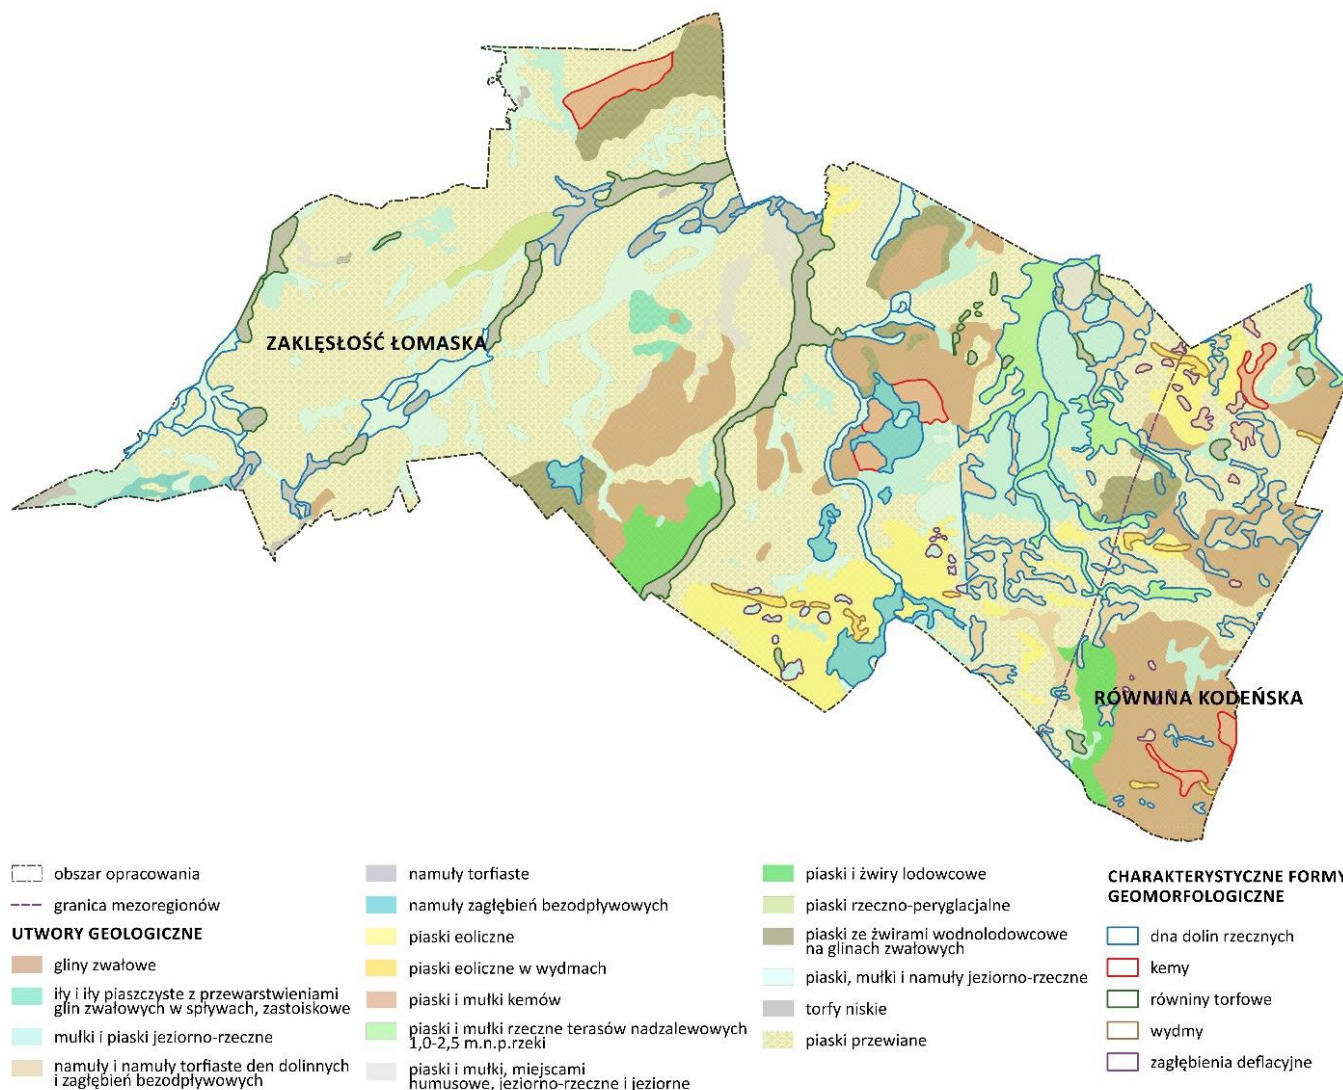 ZAKLĘSŁOŚĆ ŁOMASKA
RÓWNINA KODEŃSKA
obszar opracowania
granica mezoregionów
UTWORY GEOLOGICZNE
gliny zwałowe
iły i iły piaszczyste z przewarstwieniami
glin zwałowych w spływach, zastoiskowe
mułki i piaski jeziorno-rzeczne
namuły i namuły torfiaste den dolinnych
i zagłębień bezodpływowych
namuły torfiaste
namuły zagłębień bezodpływowych
piaski eoliczne
piaski eoliczne w wydmach
piaski i mułki kemów
piaski i mułki rzeczne terasów nadzalewowych
1,0-2,5 m.n.p.rzeki
piaski i mułki, miejscami
humusowe, jeziorno-rzeczne i jeziorne
piaski i żwiry lodowcowe
piaski rzeczno-peryglacjalne
piaski ze żwirami wodnolodowcowe
na glinach zwałowych
piaski, mułki i namuły jeziorno-rzeczne
torfy niskie
piaski przewiane
CHARAKTERYSTYCZNE FORMY
GEOMORFOLOGICZNE
dna dolin rzecznych
kemy
równiny torfowe
wydmy
zagłębienia deflacyjne